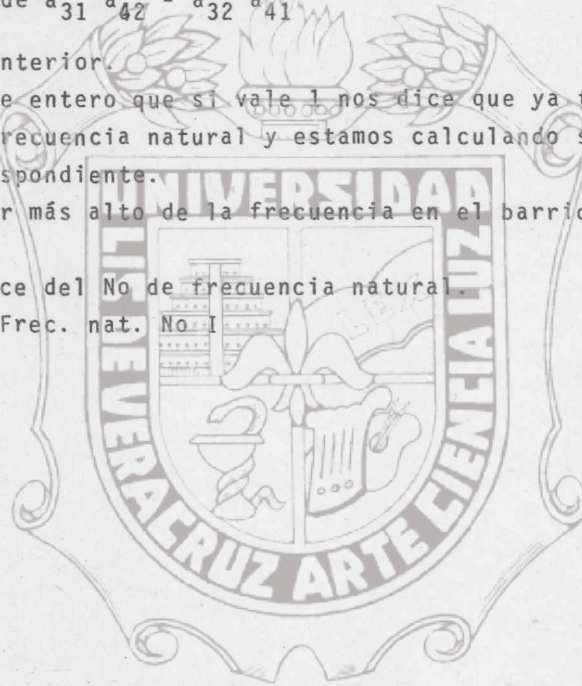 de a31 a42 - a32 a41
nterior.
e entero que si vale 1 nos dice que ya
recuencia natural y estamos calculando s
spondiente.
r más alto de la frecuencia en el barrid
ce del No de frecuencia natural.
Frec. nat. No I
UNIVERSIDAD
LIS DE VERACRUZ ARTE CIENCIA LUZ